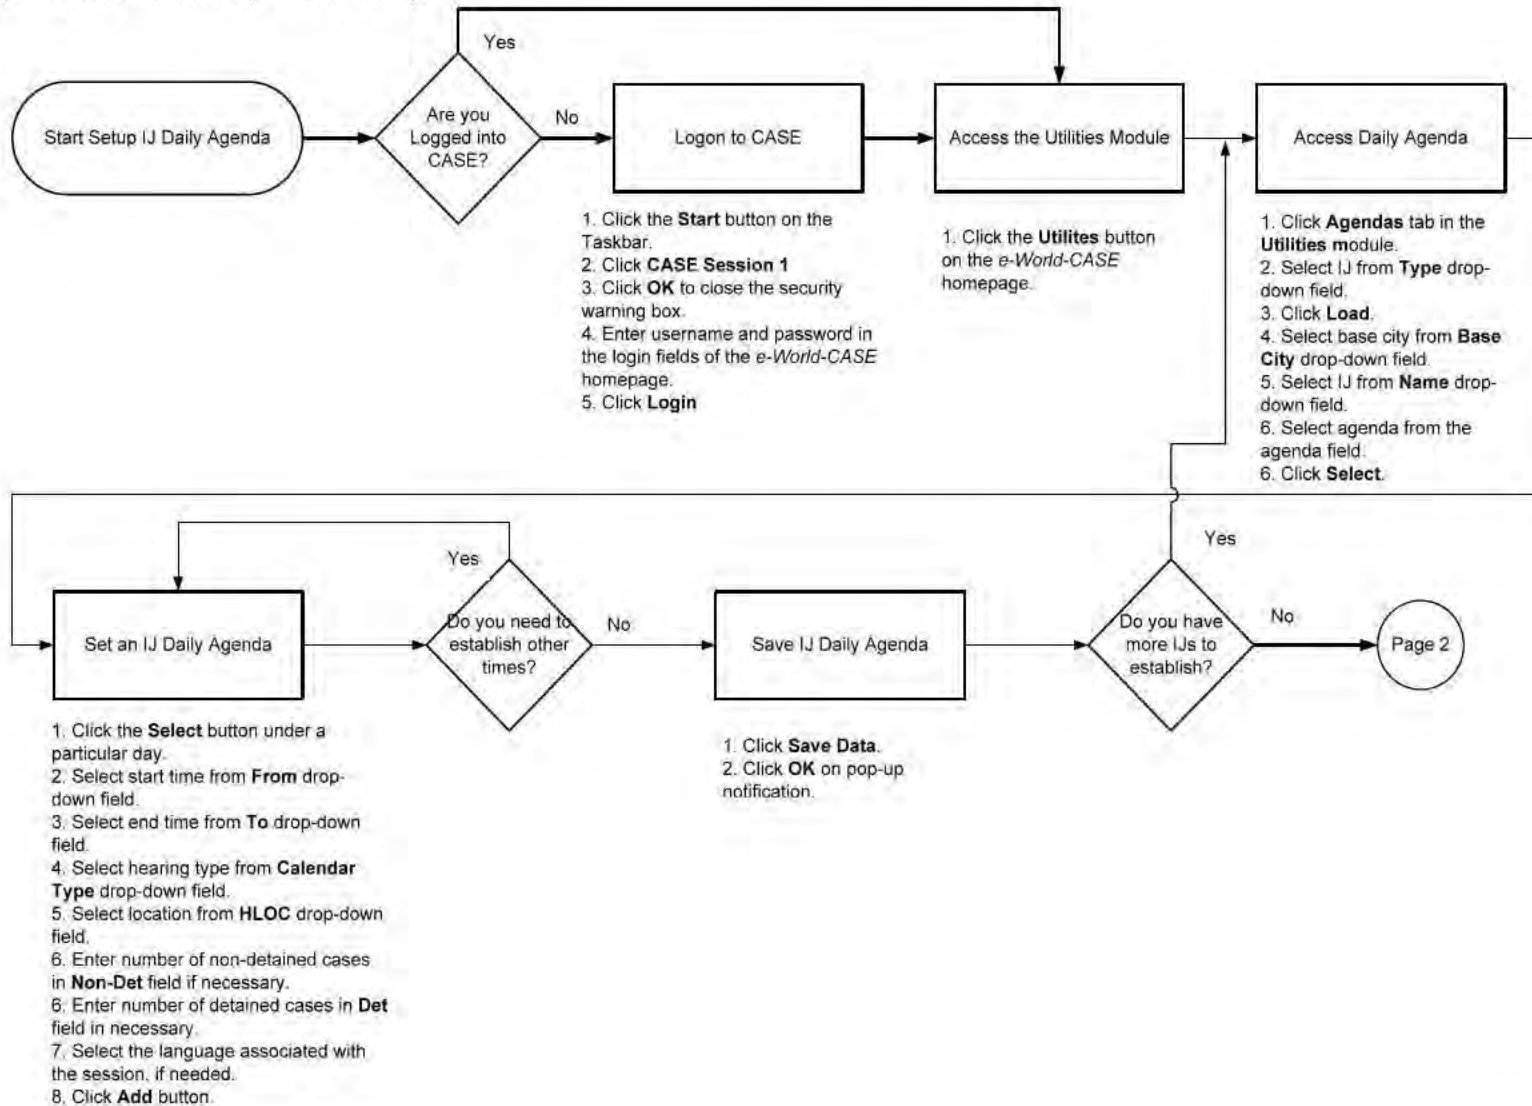 Yes
Start Setup IJ Daily Agenda
Are you
Logged into
CASE?
No
Logon to CASE
Access the Utilities Module
Access Daily Agenda
1. Click the Start button on the
Taskbar.
2. Click CASE Session 1
3. Click OK to close the security
warning box.
4. Enter username and password in
the login fields of the e-World-CASE
homepage.
5. Click Login
1. Click the Utilites button
on the e-World-CASE
homepage.
1. Click Agendas tab in the
Utilities module.
2. Select IJ from Type drop-
down field.
3. Click Load.
4. Select base city from Base
City drop-down field.
5. Select IJ from Name drop-
down field.
6. Select agenda from the
agenda field.
6. Click Select.
Set an IJ Daily Agenda
Yes
Do you need to
establish other
times?
No
Save IJ Daily Agenda
Yes
Do you have
more IJs to
establish?
No
Page 2
1. Click the Select button under a
particular day.
2. Select start time from From drop-
down field.
3. Select end time from To drop-down
field.
4. Select hearing type from Calendar
Type drop-down field.
5. Select location from HLOC drop-down
field.
6. Enter number of non-detained cases
in Non-Det field if necessary.
6. Enter number of detained cases in Det
field in necessary.
7. Select the language associated with
the session, if needed.
8. Click Add button.
1. Click Save Data.
2. Click OK on pop-up
notification.